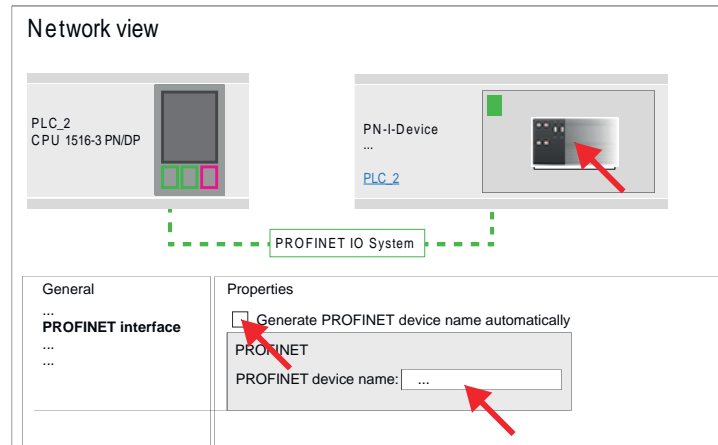 Network view
PLC_2
CPU 1516-3 PN/DP
PN-I-Device
...
PLC_2
PROFINET IO System
General
...
PROFINET interface
...
...
Properties
Generate PROFINET device name automatically
PROFINET
PROFINET device name:
...